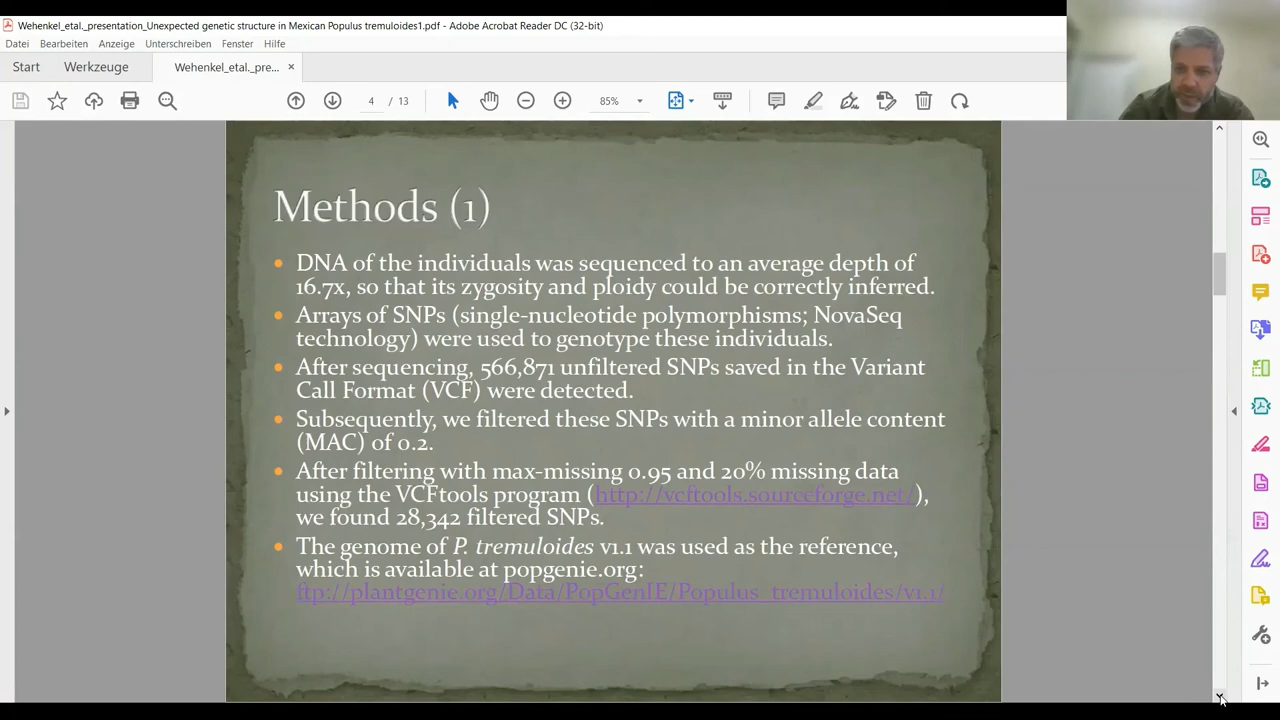 Wehenkel_etal._presentation_Unexpected genetic structure in Mexican Populus tremuloides1.pdf - Adobe Acrobat Reader DC (32-bit)
Datei Bearbeiten Anzeige Unterschreiben Fenster Hilfe
Start Werkzeuge Wehenkel_etal._pre... ×
4 / 13 85%
Methods (1)
DNA of the individuals was sequenced to an average depth of
16.7x, so that its zygosity and ploidy could be correctly inferred.
Arrays of SNPs (single-nucleotide polymorphisms; NovaSeq
technology) were used to genotype these individuals.
After sequencing, 566,871 unfiltered SNPs saved in the Variant
Call Format (VCF) were detected.
Subsequently, we filtered these SNPs with a minor allele content
(MAC) of 0.2.
After filtering with max-missing 0.95 and 20% missing data
using the VCFtools program (http://vcftools.sourceforge.net/),
we found 28,342 filtered SNPs.
The genome of P. tremuloides v1.1 was used as the reference,
which is available at popgenie.org:
ftp://plantgenie.org/Data/PopGenIE/Populus_tremuloides/v1.1/